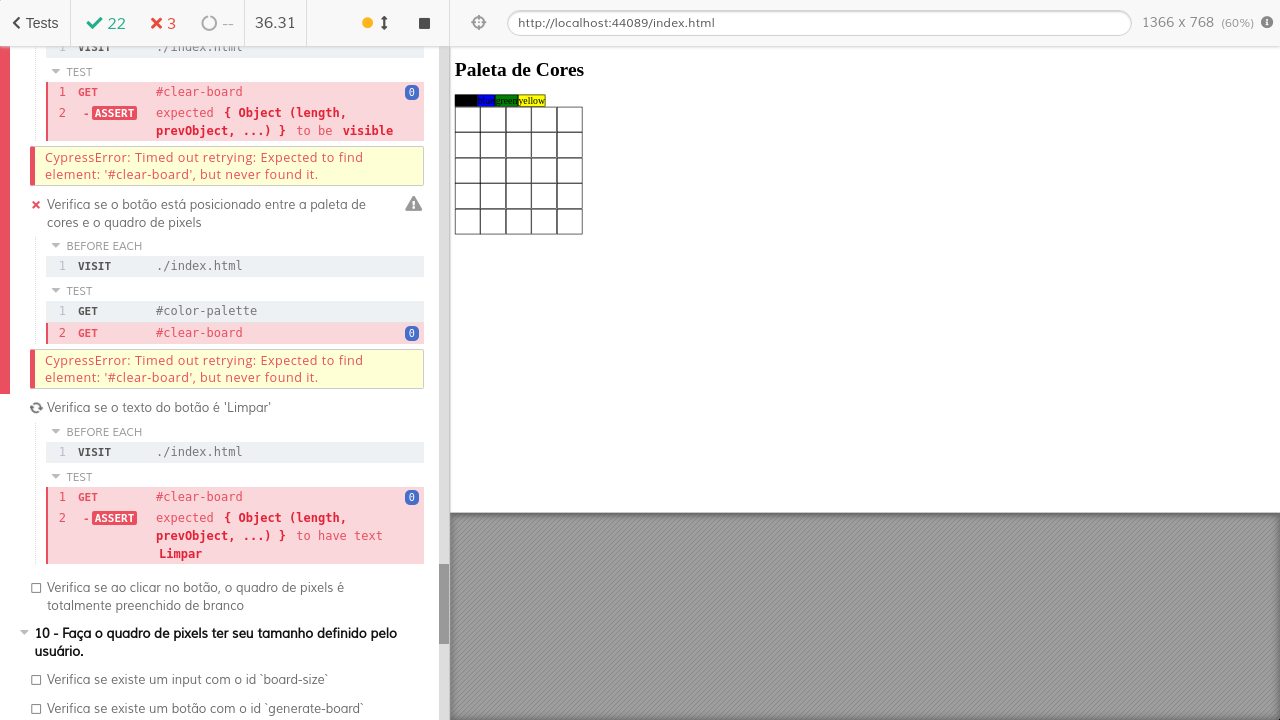 Tests 22 3 -- 36.31 http://localhost:44089/index.html 1366 x 768 (60%)
1 VISIT ./index.html
TEST
1 GET #clear-board 0
2 - ASSERT expected { Object (length,
prevObject, ...) } to be visible
CypressError: Timed out retrying: Expected to find
element: '#clear-board', but never found it.
Verifica se o botão está posicionado entre a paleta de
cores e o quadro de pixels
BEFORE EACH
1 VISIT ./index.html
TEST
1 GET #color-palette
2 GET #clear-board 0
CypressError: Timed out retrying: Expected to find
element: '#clear-board', but never found it.
Verifica se o texto do botão é 'Limpar'
BEFORE EACH
1 VISIT ./index.html
TEST
1 GET #clear-board 0
2 - ASSERT expected { Object (length,
prevObject, ...) } to have text
Limpar
Verifica se ao clicar no botão, o quadro de pixels é
totalmente preenchido de branco
10 - Faça o quadro de pixels ter seu tamanho definido pelo
usuário.
Verifica se existe um input com o id `board-size`
Verifica se existe um botão com o id `generate-board`
Paleta de Cores
green yellow